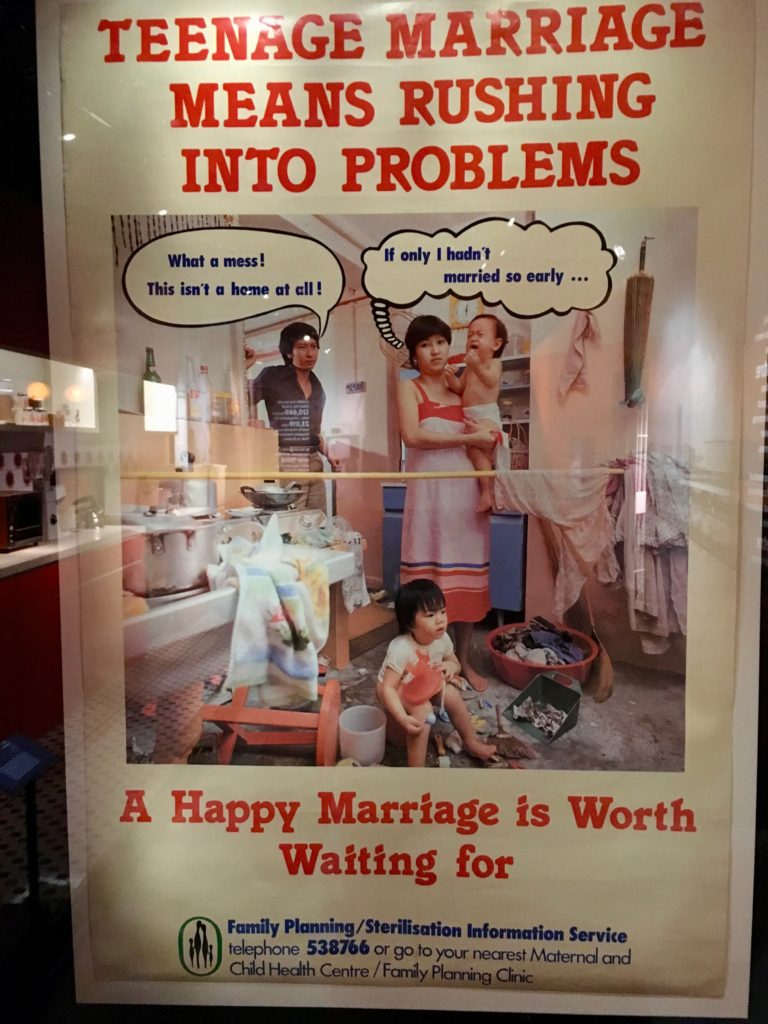 TEENAGE MARRIAGE
MEANS RUSHING
INTO PROBLEMS
What a mess!
This isn't a home at all!
If only I hadn't
married so early ...
A Happy Marriage is Worth
Waiting for
Family Planning/Sterilisation Information Service
telephone 538766 or go to your nearest Maternal and
Child Health Centre / Family Planning Clinic